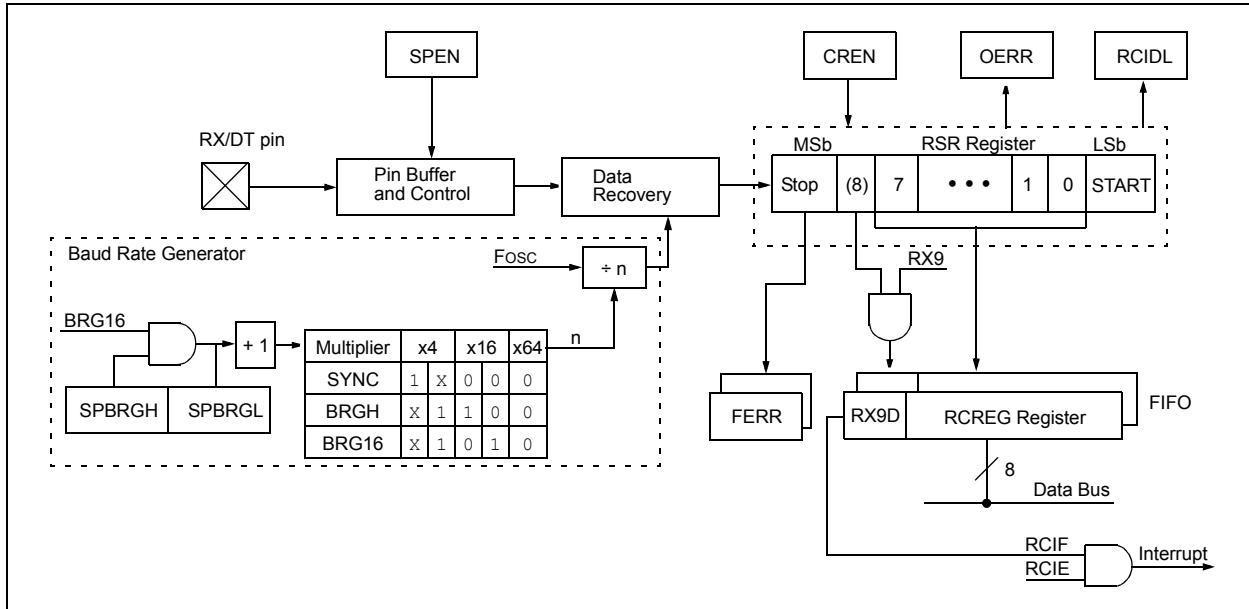 SPEN
CREN
OERR
RCIDL
RX/DT pin
Pin Buffer
and Control
Data
Recovery
MSb
RSR Register
LSb
Stop (8) 7 • • • 1 0 START
Baud Rate Generator
FOSC
÷ n
RX9
BRG16
+ 1
n
Multiplier x4 x16 x64
SYNC 1 X 0 0 0
BRGH X 1 1 0 0
BRG16 X 1 0 1 0
SPBRGH SPBRGL
FERR
RX9D RCREG Register
FIFO
8
Data Bus
RCIF
RCIE
Interrupt